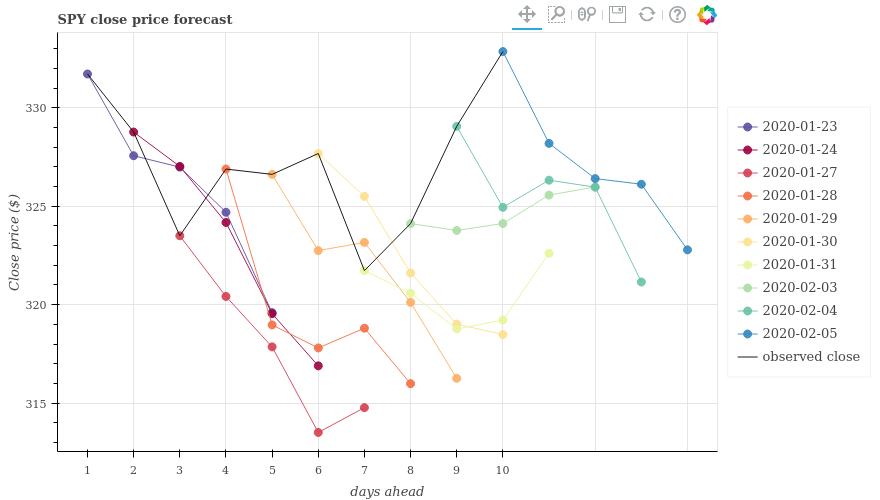 SPY close price forecast
330
325
320
315
Close price ($)
1 2 3 4 5 6 7 8 9 10
days ahead
2020-01-23
2020-01-24
2020-01-27
2020-01-28
2020-01-29
2020-01-30
2020-01-31
2020-02-03
2020-02-04
2020-02-05
observed close